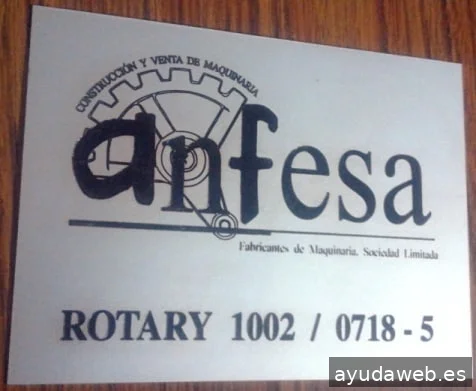 CONSTRUCCIÓN Y VENTA DE MAQUINARIA
anfesa
Fabricantes de Maquinaria, Sociedad Limitada
ROTARY 1002 / 0718 - 5
ayudaweb.es